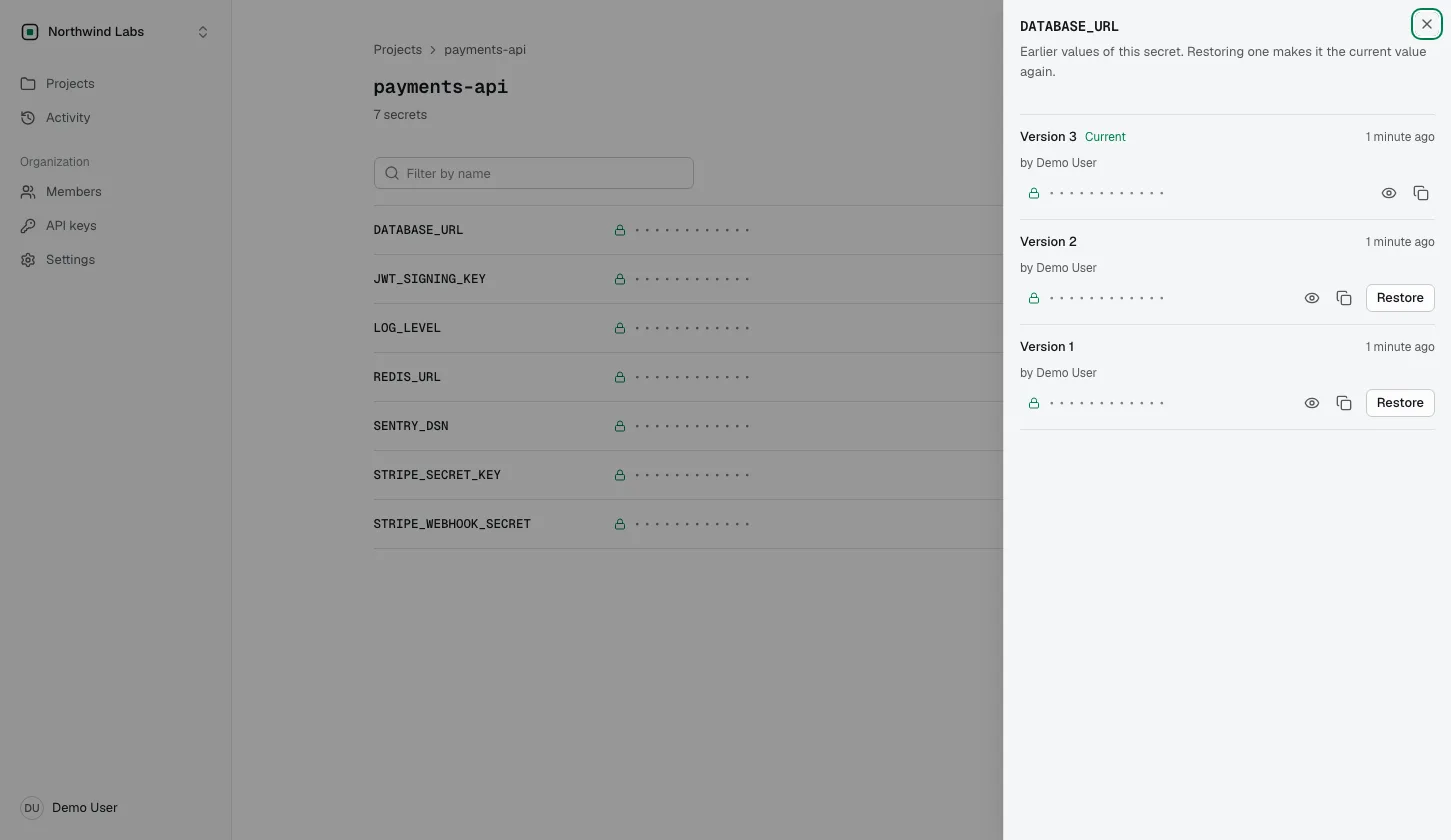 Northwind Labs
Projects
Activity
Organization
Members
API keys
Settings
DU Demo User
Projects > payments-api
payments-api
7 secrets
Filter by name
DATABASE_URL
JWT_SIGNING_KEY
LOG_LEVEL
REDIS_URL
SENTRY_DSN
STRIPE_SECRET_KEY
STRIPE_WEBHOOK_SECRET
DATABASE_URL
Earlier values of this secret. Restoring one makes it the current value
again.
Version 3 Current 1 minute ago
by Demo User
Version 2 1 minute ago
by Demo User
Restore
Version 1 1 minute ago
by Demo User
Restore